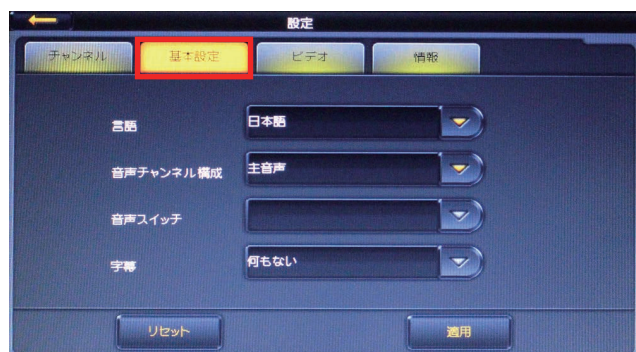 設定
チャンネル 基本設定 ビデオ 情報
言語 日本語
音声チャンネル構成 主音声
音声スイッチ
字幕 何もない
リセット 適用